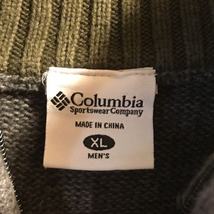 Columbia
Sportswear Company
MADE IN CHINA
XL
MEN'S